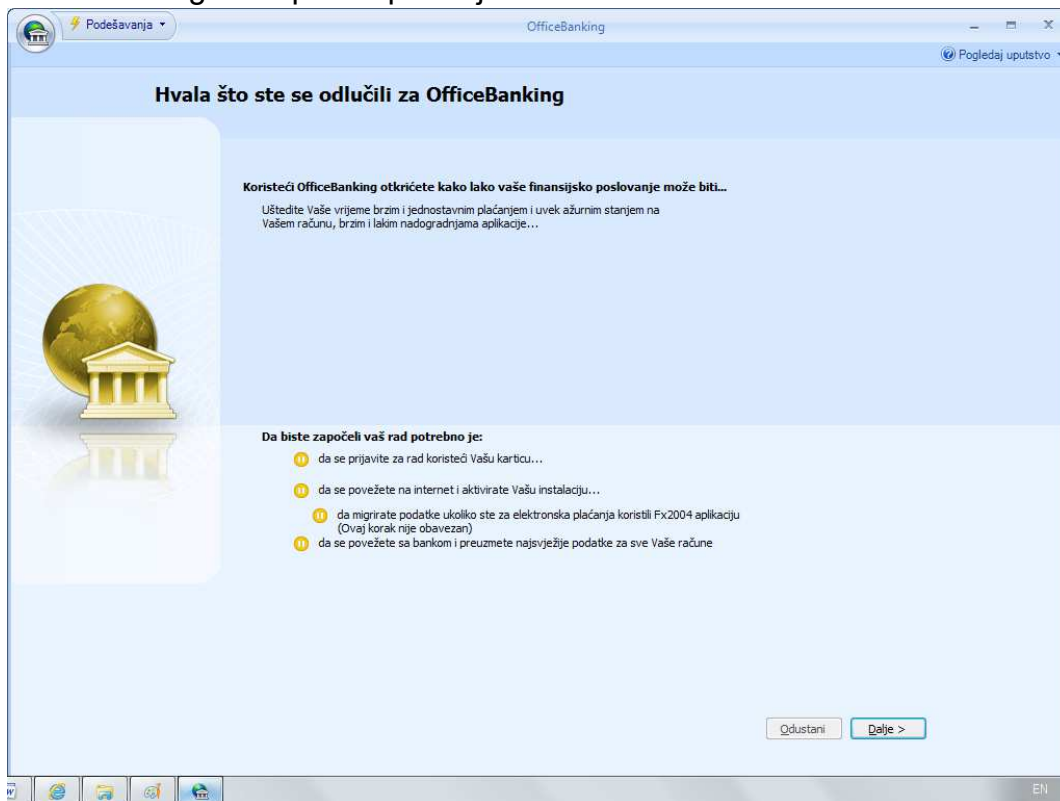 Podešavanja
OfficeBanking
Pogledaj uputstvo
Hvala što ste se odlučili za OfficeBanking
Koristeći OfficeBanking otkrićete kako lako vaše finansijsko poslovanje može biti...
Uštedite Vaše vrijeme brzim i jednostavnim plaćanjem i uvek ažurnim stanjem na
Vašem računu, brzim i lakim nadogradnjama aplikacije...
Da biste započeli vaš rad potrebno je:
da se prijavite za rad koristeći Vašu karticu...
da se povežete na internet i aktivirate Vašu instalaciju...
da migrirate podatke ukoliko ste za elektronska plaćanja koristili Fx2004 aplikaciju
(Ovaj korak nije obavezan)
da se povežete sa bankom i preuzmete najsvježije podatke za sve Vaše račune
Odustani
Dalje >
EN